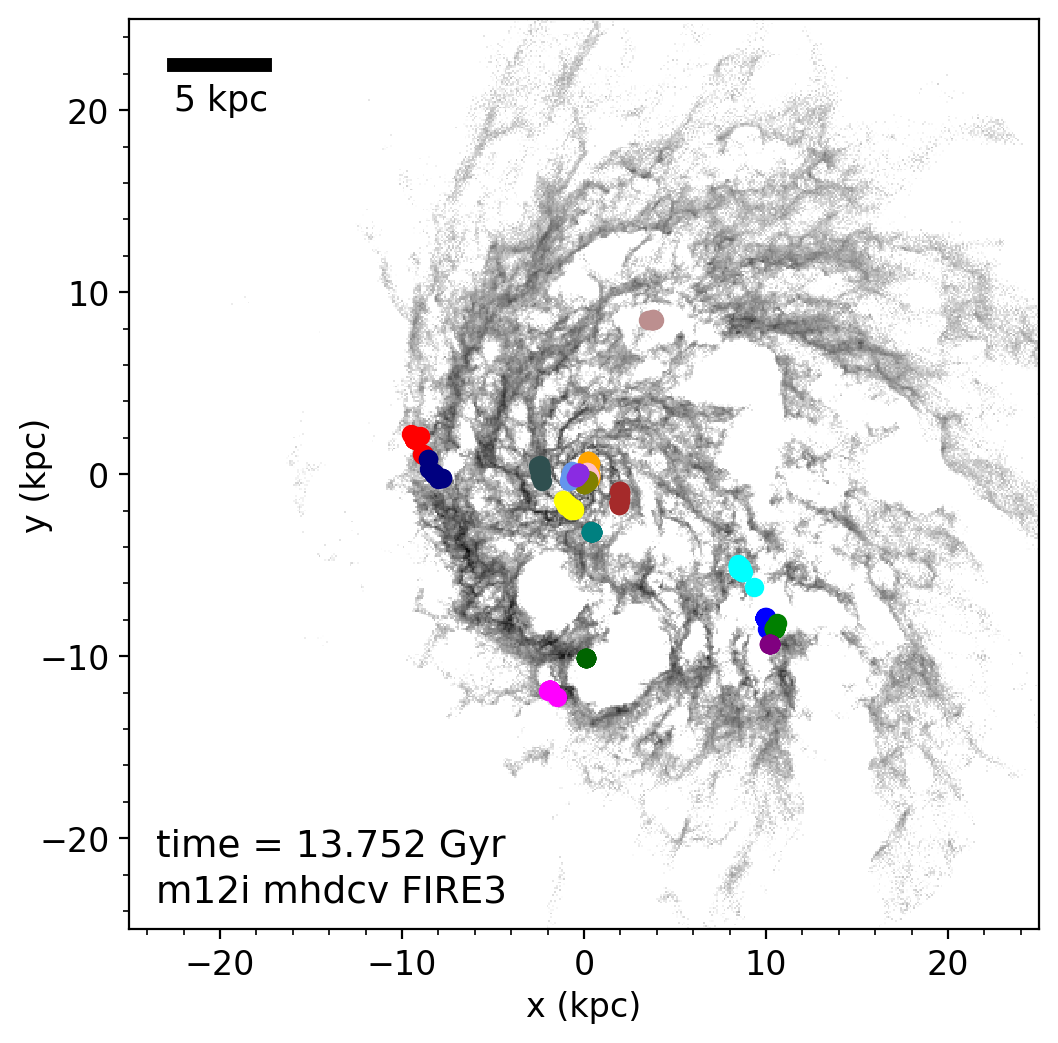 5 kpc
20
10
0
−10
−20
y (kpc)
time = 13.752 Gyr
m12i mhdcv FIRE3
−20 −10 0 10 20
x (kpc)